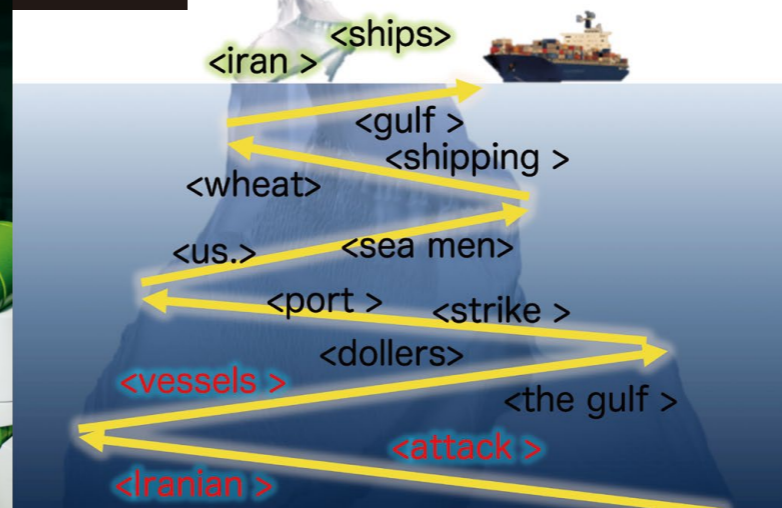 <ships>
<iran >
<gulf >
<shipping >
<wheat>
<us.> <sea men>
<port > <strike >
<dollers>
<vessels >
<the gulf >
<attack >
<Iranian >